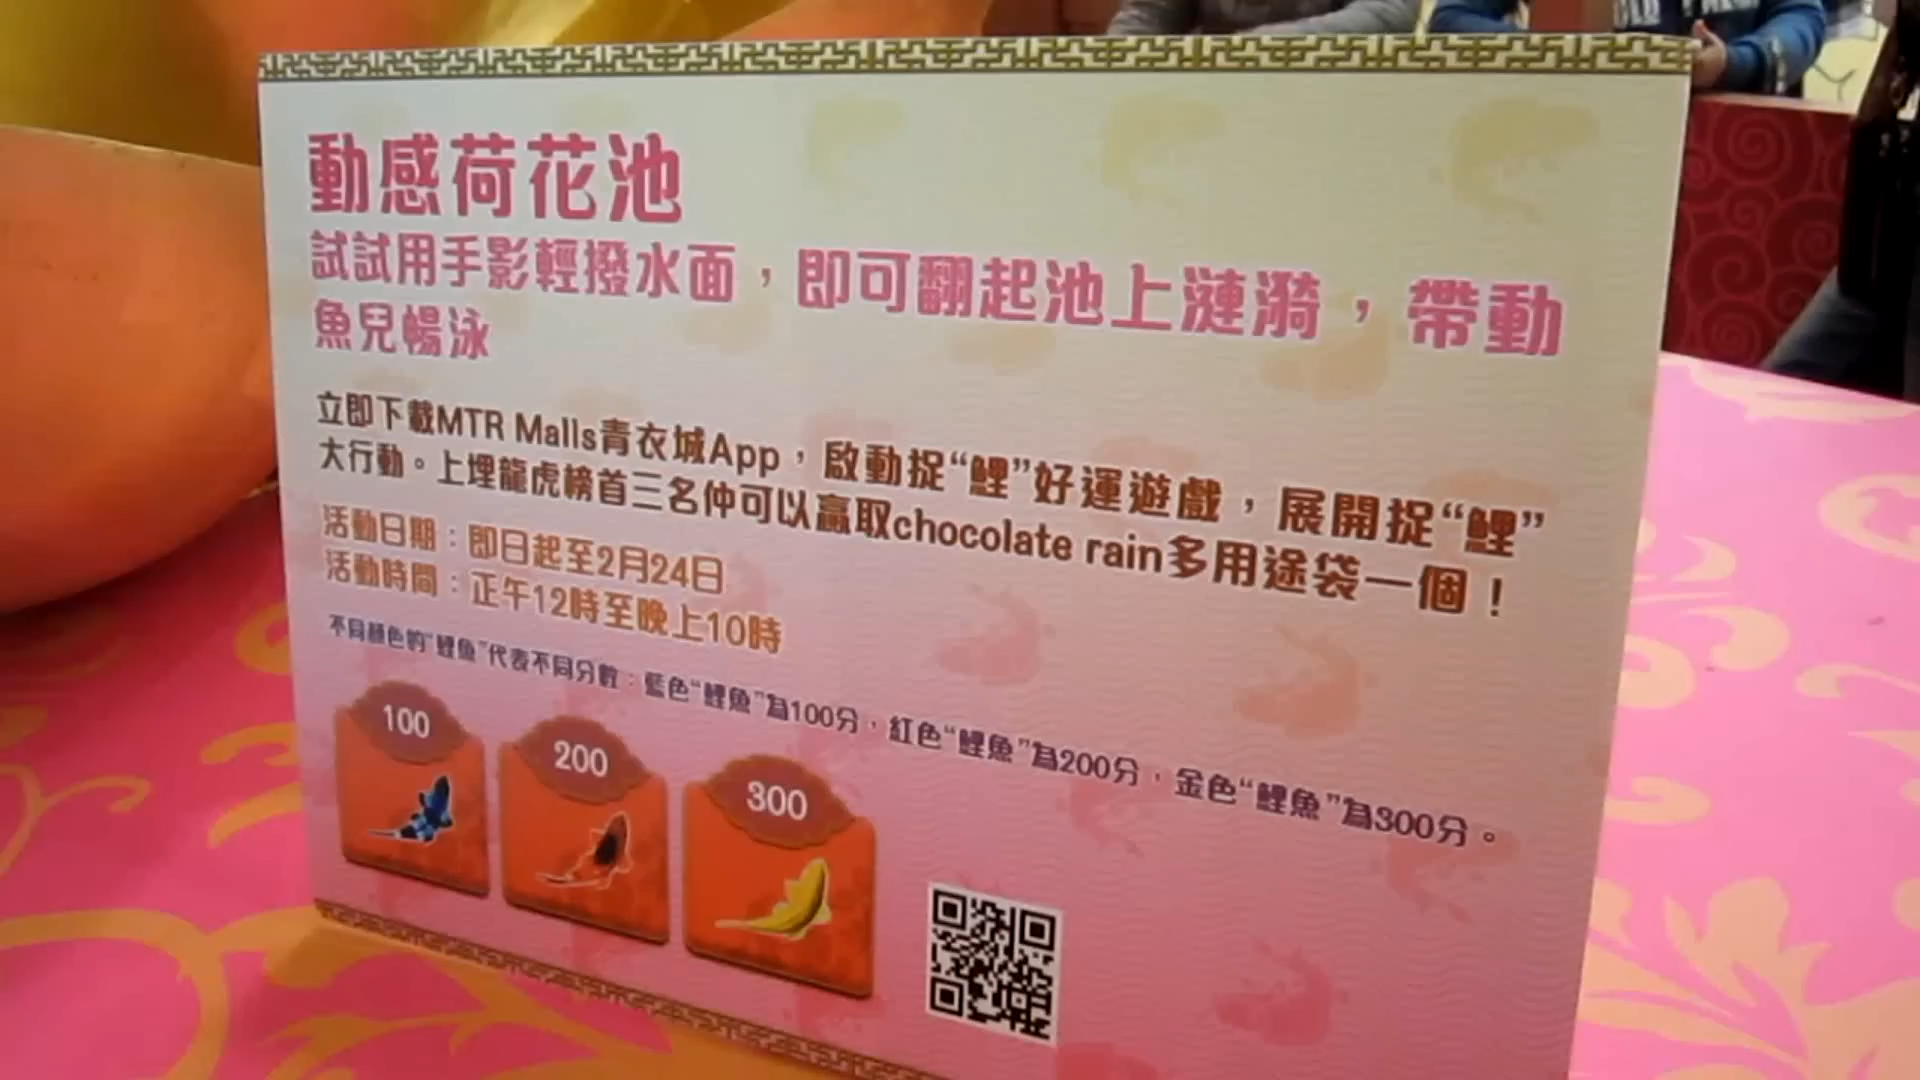 動感荷花池
試試用手影輕撥水面，即可翻起池上漣漪，帶動
魚兒暢泳
立即下載MTR Malls青衣城App，啟動捉“鯉”好運遊戲，展開捉“鯉”
大行動。上埋龍虎榜首三名仲可以贏取chocolate rain多用途袋一個！
活動日期：即日起至2月24日
活動時間：正午12時至晚上10時
不同顏色的“鯉魚”代表不同分數：藍色“鯉魚”為100分，紅色“鯉魚”為200分，金色“鯉魚”為300分。
100
200
300